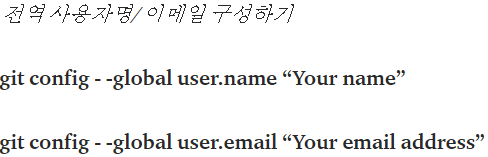 전역 사용자명/ 이메일 구성하기
git config - -global user.name “Your name”
git config - -global user.email “Your email address”